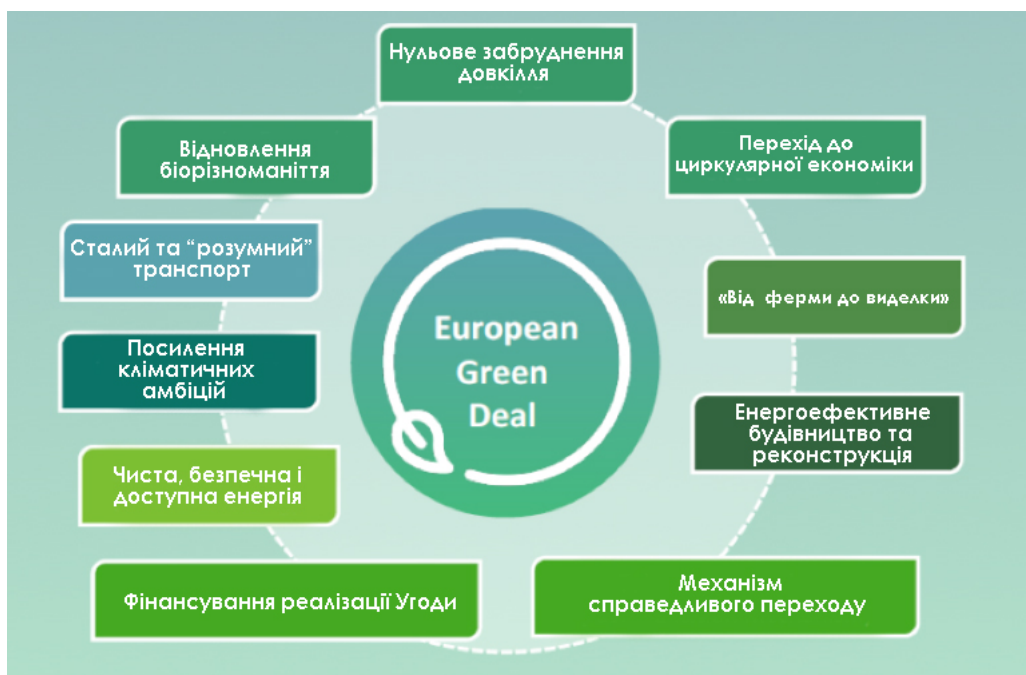 Нульове забруднення
довкілля
Відновлення
біорізноманіття
Перехід до
циркулярної економіки
Сталий та “розумний”
транспорт
«Від ферми до виделки»
European
Green
Deal
Посилення
кліматичних
амбіцій
Енергоефективне
будівництво та
реконструкція
Чиста, безпечна і
доступна енергія
Фінансування реалізації Угоди
Механізм
справедливого переходу